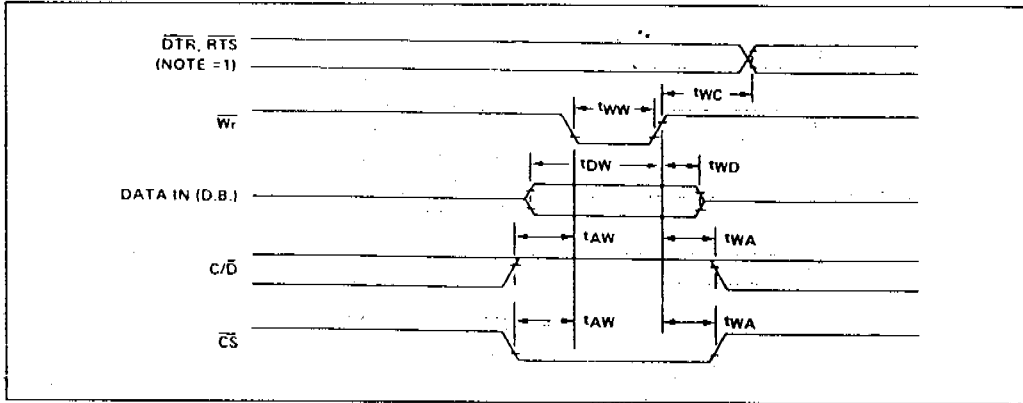 DTR, RTS
(NOTE =1)
tWC
tWW
Wr
tDW
tWD
DATA IN (D.B.)
tAW
tWA
C/D
tAW
tWA
CS